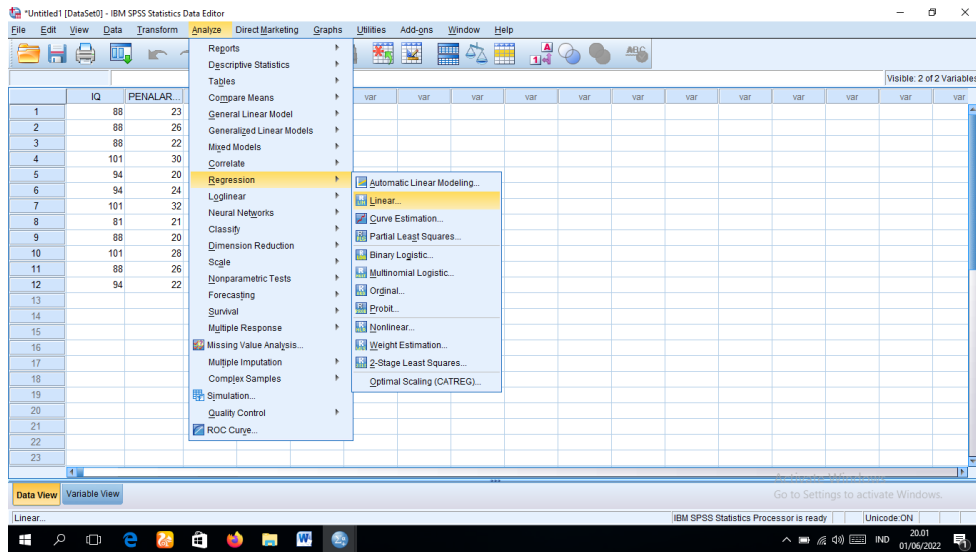 *Untitled1 [DataSet0] - IBM SPSS Statistics Data Editor
File Edit View Data Transform Analyze Direct Marketing Graphs Utilities Add-ons Window Help
Visible: 2 of 2 Variables
IQ PENALAR... var var var var var var var var var var var var
1 88 23
2 88 26
3 88 22
4 101 30
5 94 20
6 94 24
7 101 32
8 81 21
9 88 20
10 101 28
11 88 26
12 94 22
13
14
15
16
17
18
19
20
21
22
23
Reports
Descriptive Statistics
Tables
Compare Means
General Linear Model
Generalized Linear Models
Mixed Models
Correlate
Regression
Loglinear
Neural Networks
Classify
Dimension Reduction
Scale
Nonparametric Tests
Forecasting
Survival
Multiple Response
Missing Value Analysis...
Multiple Imputation
Complex Samples
Simulation...
Quality Control
ROC Curve...
Automatic Linear Modeling...
Linear...
Curve Estimation...
Partial Least Squares...
Binary Logistic...
Multinomial Logistic...
Ordinal...
Probit...
Nonlinear...
Weight Estimation...
2-Stage Least Squares...
Optimal Scaling (CATREG)...
Data View Variable View
Go to Settings to activate Windows.
Linear... IBM SPSS Statistics Processor is ready Unicode:ON
IND 20.01
01/06/2022